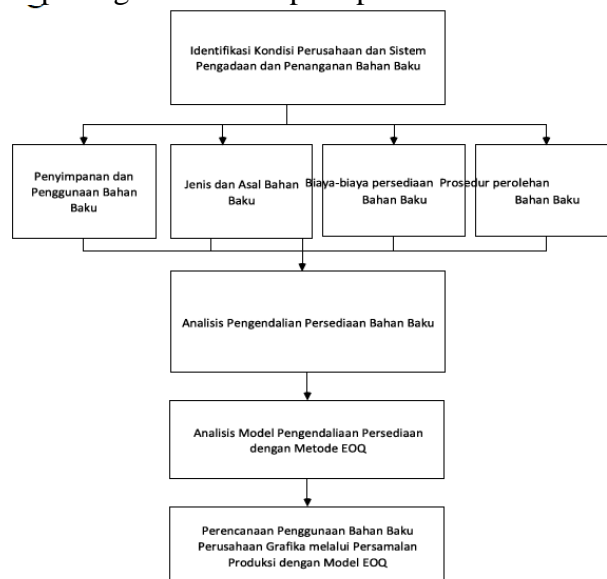 Identifikasi Kondisi Perusahaan dan Sistem
Pengadaan dan Penanganan Bahan Baku
Penyimpanan dan
Penggunaan Bahan
Baku
Jenis dan Asal Bahan
Baku
Biaya-biaya persediaan
Bahan Baku
Prosedur perolehan
Bahan Baku
Analisis Pengendalian Persediaan Bahan Baku
Analisis Model Pengendaliaan Persediaan
dengan Metode EOQ
Perencanaan Penggunaan Bahan Baku
Perusahaan Grafika melalui Persamalan
Produksi dengan Model EOQ